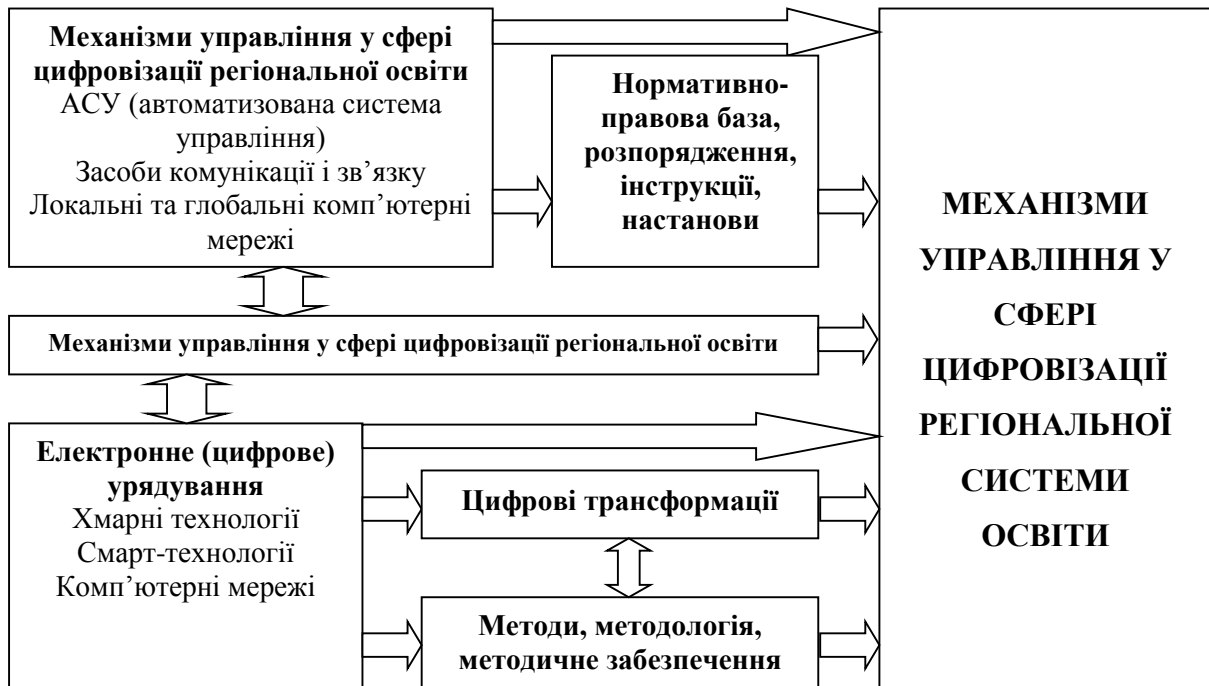 Механізми управління у сфері
цифровізації регіональної освіти
АСУ (автоматизована система
управління)
Засоби комунікації і зв’язку
Локальні та глобальні комп’ютерні
мережі
Нормативно-
правова база,
розпорядження,
інструкції,
настанови
Механізми управління у сфері цифровізації регіональної освіти
Електронне (цифрове)
урядування
Хмарні технології
Смарт-технології
Комп’ютерні мережі
Цифрові трансформації
Методи, методологія,
методичне забезпечення
МЕХАНІЗМИ
УПРАВЛІННЯ У
СФЕРІ
ЦИФРОВІЗАЦІЇ
РЕГІОНАЛЬНОЇ
СИСТЕМИ
ОСВІТИ